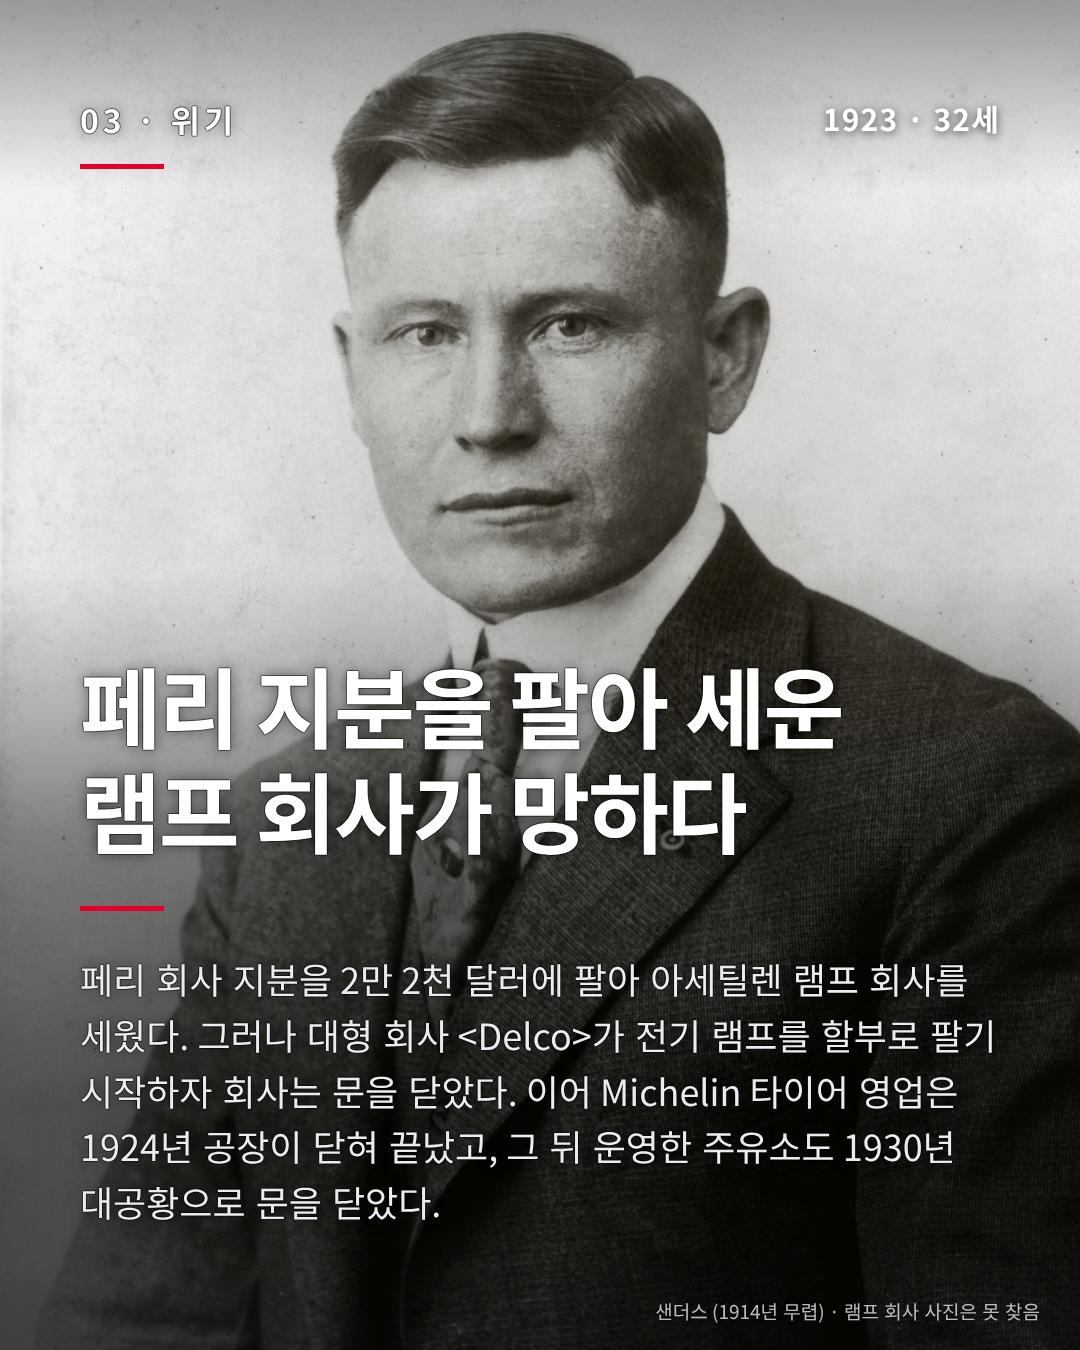 03 · 위기
1923 · 32세
페리 지분을 팔아 세운
램프 회사가 망하다
페리 회사 지분을 2만 2천 달러에 팔아 아세틸렌 램프 회사를
세웠다. 그러나 대형 회사 <Delco>가 전기 램프를 할부로 팔기
시작하자 회사는 문을 닫았다. 이어 Michelin 타이어 영업은
1924년 공장이 닫혀 끝났고, 그 뒤 운영한 주유소도 1930년
대공황으로 문을 닫았다.
샌더스 (1914년 무렵) · 램프 회사 사진은 못 찾음